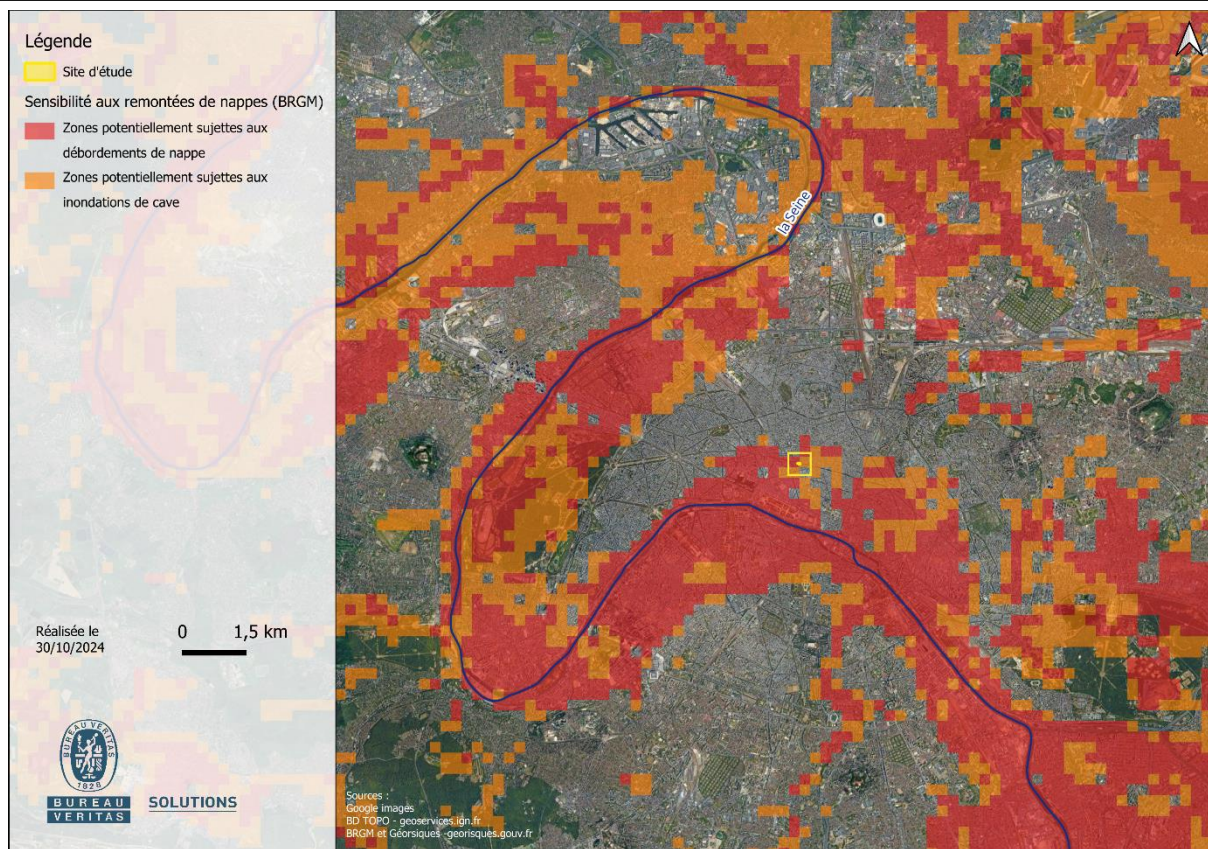 Légende
Site d'étude
Sensibilité aux remontées de nappes (BRGM)
Zones potentiellement sujettes aux
débordements de nappe
Zones potentiellement sujettes aux
inondations de cave
la Seine
Réalisée le
30/10/2024
0 1,5 km
BUREAU VERITAS
1828
BUREAU
VERITAS
SOLUTIONS
Sources :
Google images
BD TOPO - geoservices.ign.fr
BRGM et Géorsiques -georisques.gouv.fr